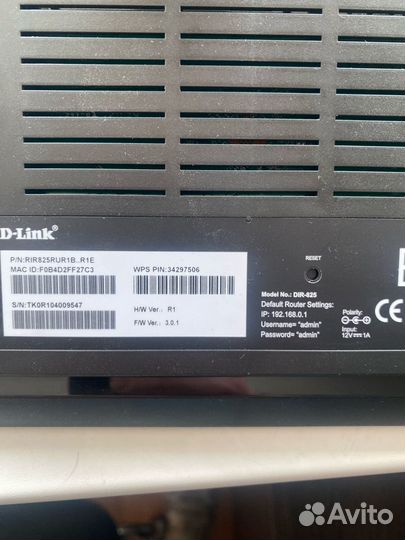 D-Link
P/N:RIR825RUR1B..R1E
MAC ID:F0B4D2FF27C3
WPS PIN:34297506
S/N:TK0R104009547
H/W Ver.: R1
F/W Ver.: 3.0.1
RESET
Model No.: DIR-825
Default Router Settings:
IP: 192.168.0.1
Username= "admin"
Password= "admin"
Polarity:
Input:
12V⎓1A
CE
Avito